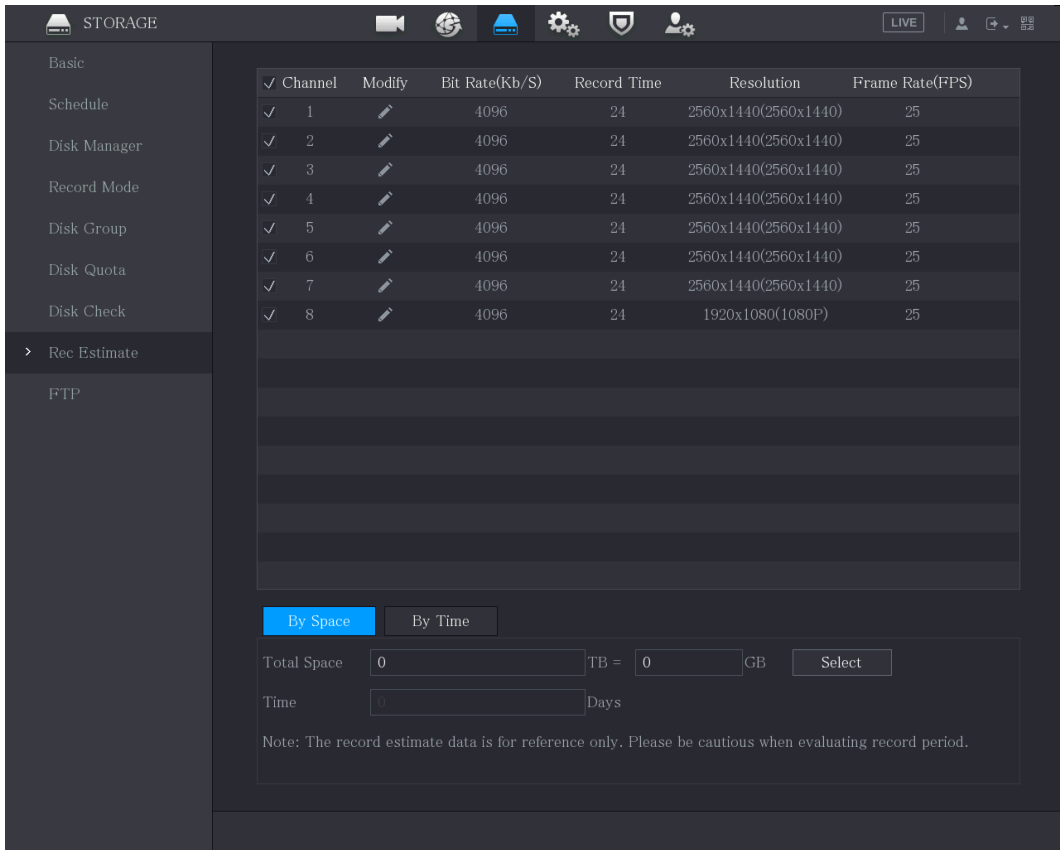 STORAGE LIVE
Basic
Schedule
Disk Manager
Record Mode
Disk Group
Disk Quota
Disk Check
Rec Estimate
FTP
Channel Modify Bit Rate(Kb/S) Record Time Resolution Frame Rate(FPS)
1 4096 24 2560x1440(2560x1440) 25
2 4096 24 2560x1440(2560x1440) 25
3 4096 24 2560x1440(2560x1440) 25
4 4096 24 2560x1440(2560x1440) 25
5 4096 24 2560x1440(2560x1440) 25
6 4096 24 2560x1440(2560x1440) 25
7 4096 24 2560x1440(2560x1440) 25
8 4096 24 1920x1080(1080P) 25
By Space By Time
Total Space 0 TB = 0 GB Select
Time 0 Days
Note: The record estimate data is for reference only. Please be cautious when evaluating record period.